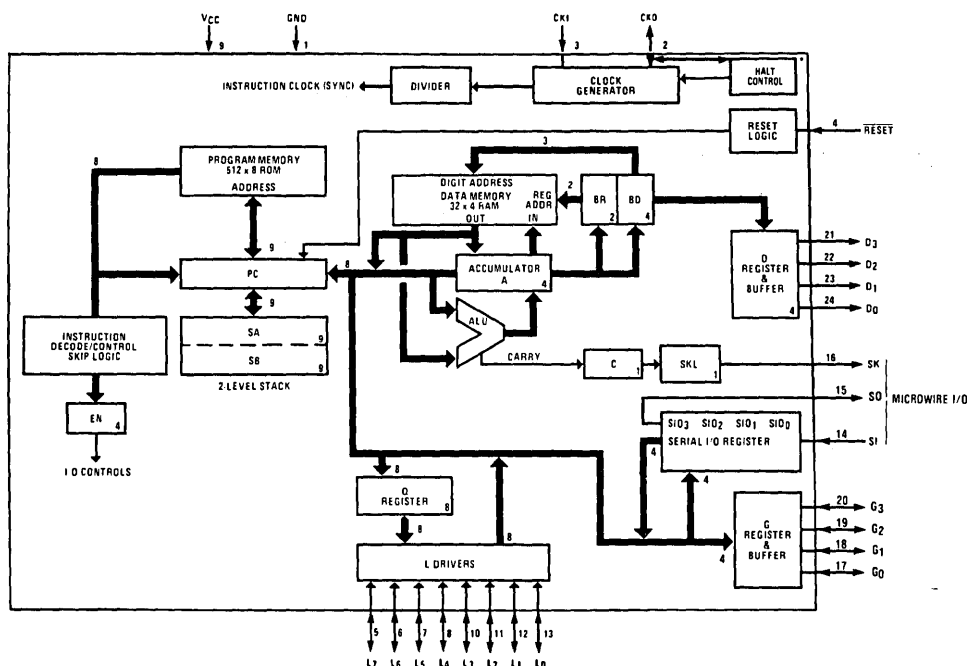 VCC GND CKI CKO
9 1 3 2
INSTRUCTION CLOCK (SYNC)
DIVIDER
CLOCK
GENERATOR
HALT
CONTROL
RESET
LOGIC
4
RESET
8
PROGRAM MEMORY
512 x 8 ROM
ADDRESS
9
3
DIGIT ADDRESS
DATA MEMORY
32 x 4 RAM
OUT
REG
ADDR
IN
2
BR
2
BD
4
PC
8
ACCUMULATOR
A
4
D
REGISTER
&
BUFFER
4
21 D3
22 D2
23 D1
24 D0
9
SA
9
SB
9
2-LEVEL STACK
INSTRUCTION
DECODE/CONTROL
SKIP LOGIC
EN
4
I O CONTROLS
ALU
CARRY
C
1
SKL
1
16 SK
15 SO
MICROWIRE I/O
14 SI
SIO3 SIO2 SIO1 SIO0
SERIAL I/O REGISTER
4
4
8
Q
REGISTER
8
8
8
L DRIVERS
4
G
REGISTER
&
BUFFER
20 G3
19 G2
18 G1
17 G0
5 6 7 8 10 11 12 13
L7 L6 L5 L4 L3 L2 L1 L0